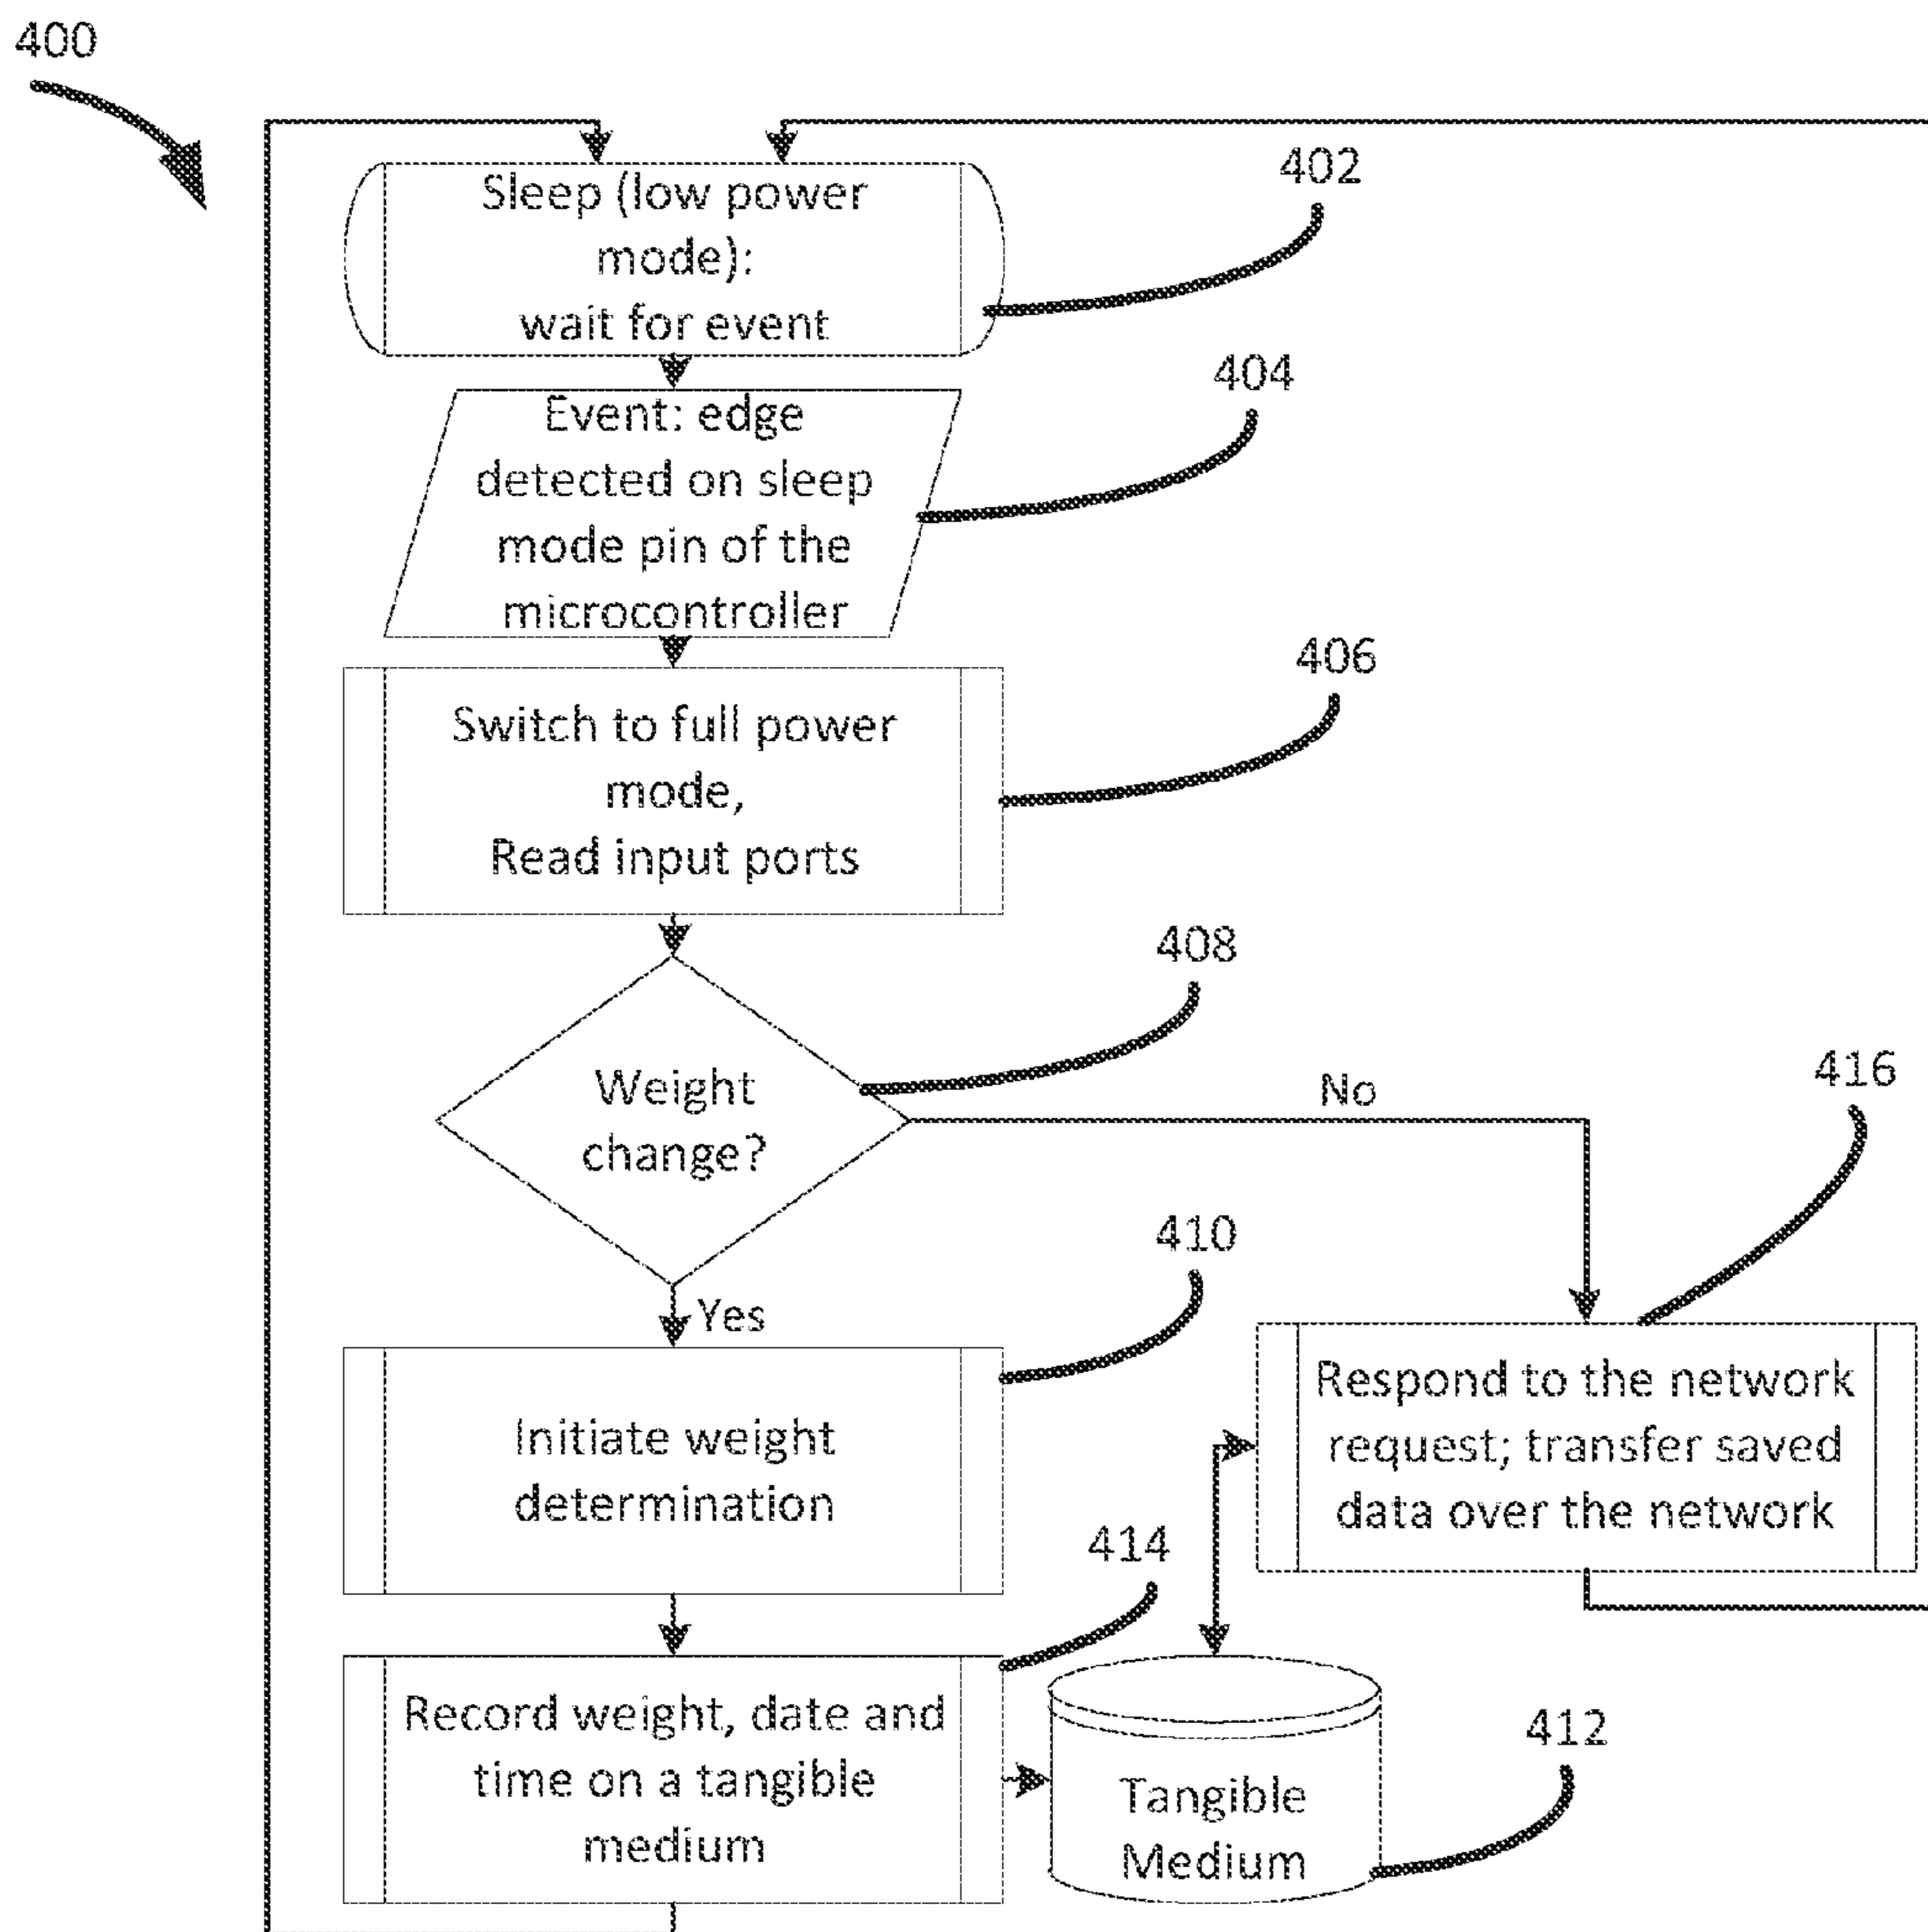 400
402
Sleep (low power
mode):
wait for event
404
Event: edge
detected on sleep
mode pin of the
microcontroller
406
Switch to full power
mode,
Read input ports
408
Weight
change?
No
416
410
Yes
Respond to the network
request; transfer saved
data over the network
Initiate weight
determination
414
Record weight, date and
time on a tangible
medium
412
Tangible
Medium